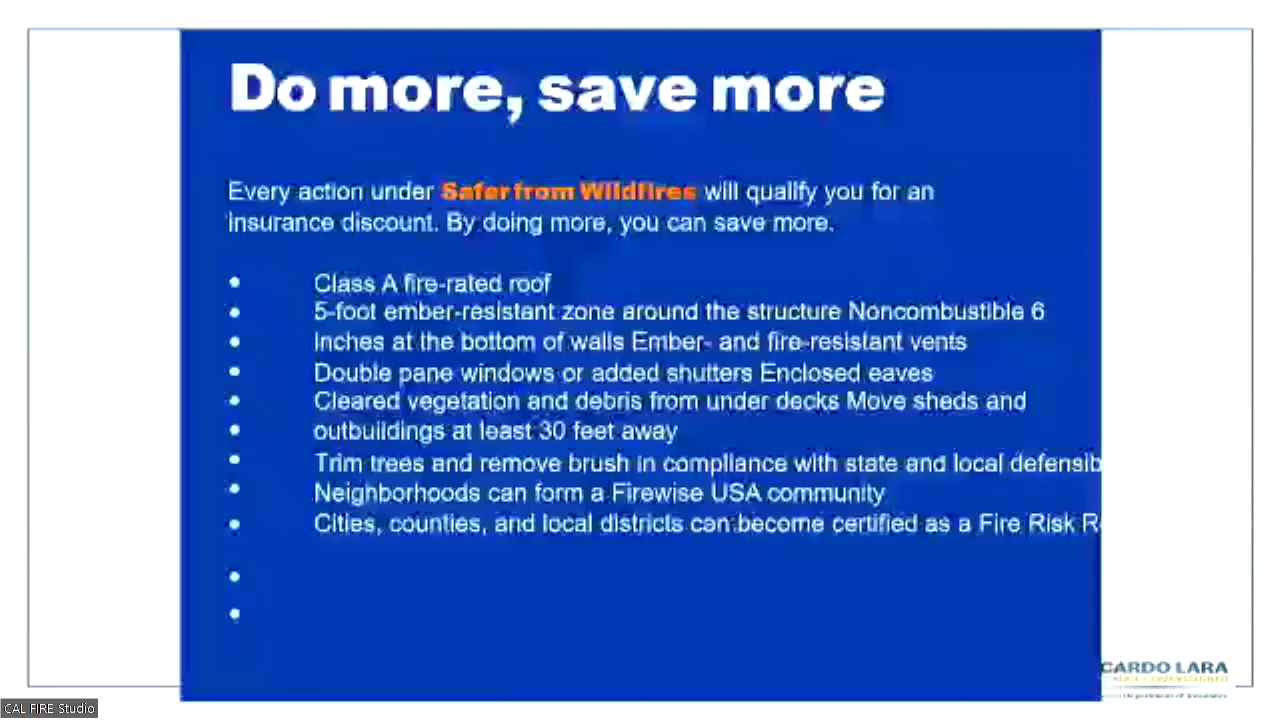 Do more, save more
Every action under Safer from Wildfires will qualify you for an
insurance discount. By doing more, you can save more.
• Class A fire-rated roof
• 5-foot ember-resistant zone around the structure Noncombustible 6
• inches at the bottom of walls Ember- and fire-resistant vents
• Double pane windows or added shutters Enclosed eaves
• Cleared vegetation and debris from under decks Move sheds and
• outbuildings at least 30 feet away
• Trim trees and remove brush in compliance with state and local defensib
• Neighborhoods can form a Firewise USA community
• Cities, counties, and local districts can become certified as a Fire Risk R
•
•
CARDO LARA
CAL FIRE Studio